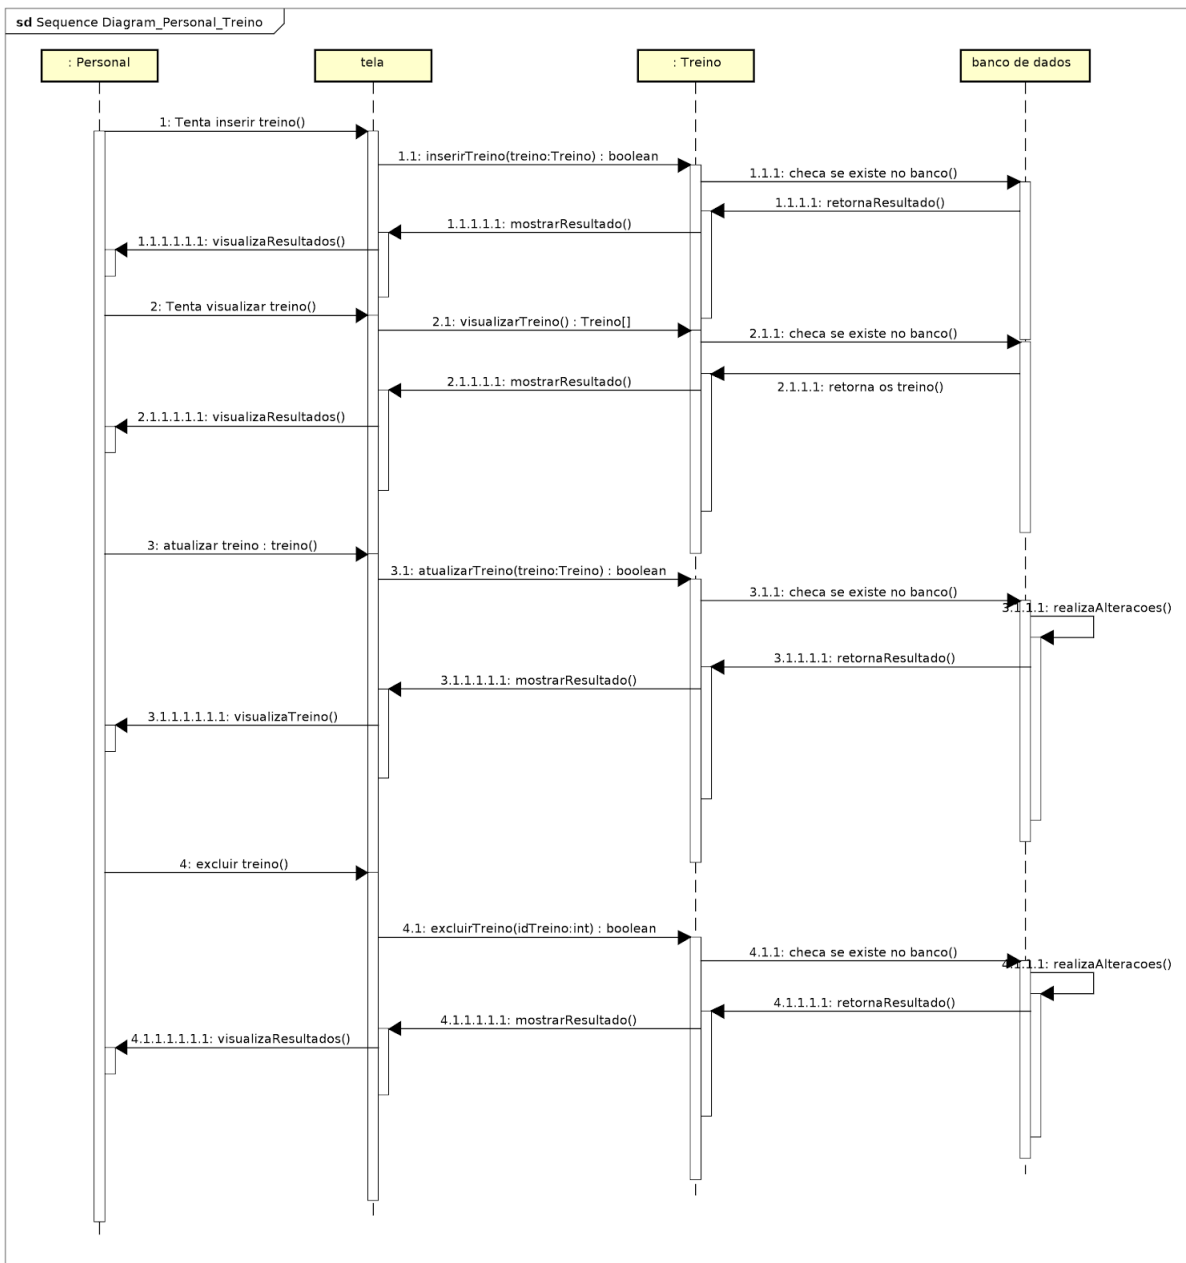 sd Sequence Diagram_Personal_Treino
: Personal
tela
: Treino
banco de dados
1: Tenta inserir treino()
1.1: inserirTreino(treino:Treino) : boolean
1.1.1: checa se existe no banco()
1.1.1.1: retornaResultado()
1.1.1.1.1: mostrarResultado()
1.1.1.1.1.1: visualizaResultados()
2: Tenta visualizar treino()
2.1: visualizarTreino() : Treino[]
2.1.1: checa se existe no banco()
2.1.1.1: retorna os treino()
2.1.1.1.1: mostrarResultado()
2.1.1.1.1.1: visualizaResultados()
3: atualizar treino : treino()
3.1: atualizarTreino(treino:Treino) : boolean
3.1.1: checa se existe no banco()
3.1.1.1: realizaAlteracoes()
3.1.1.1.1: retornaResultado()
3.1.1.1.1.1: mostrarResultado()
3.1.1.1.1.1.1: visualizaTreino()
4: excluir treino()
4.1: excluirTreino(idTreino:int) : boolean
4.1.1: checa se existe no banco()
4.1.1.1: realizaAlteracoes()
4.1.1.1.1: retornaResultado()
4.1.1.1.1.1: mostrarResultado()
4.1.1.1.1.1.1: visualizaResultados()